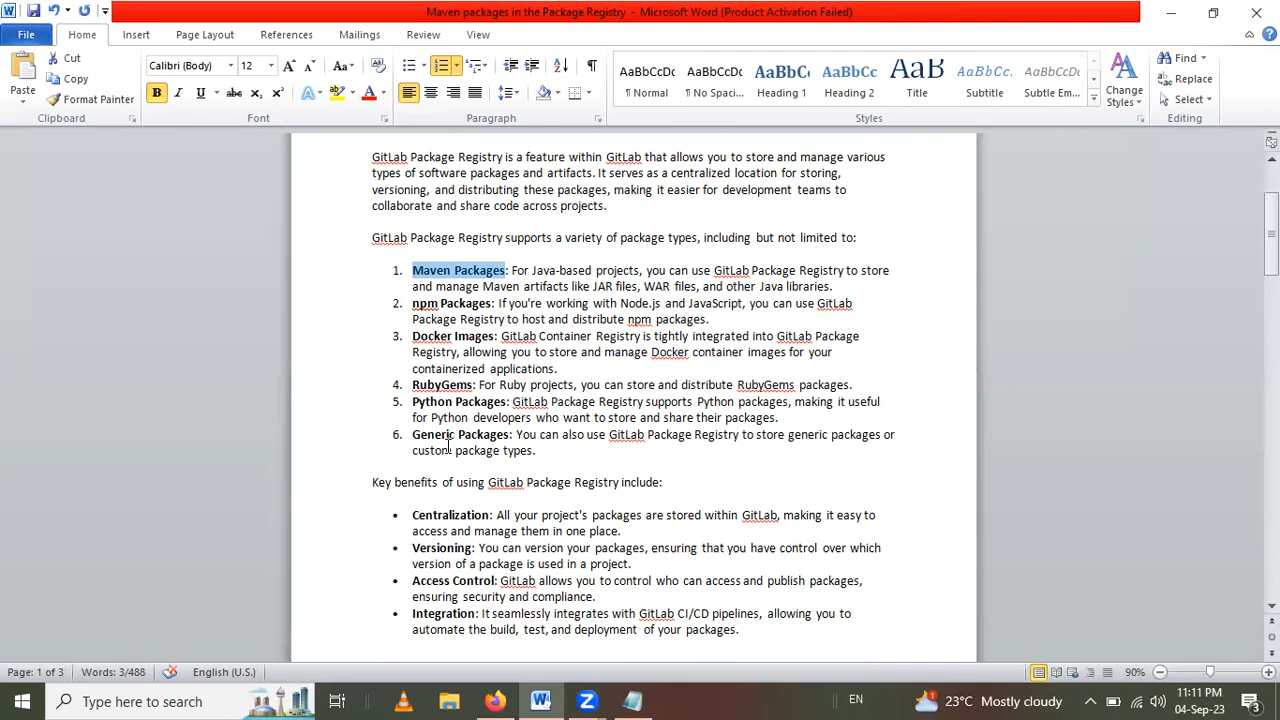 Maven packages in the Package Registry - Microsoft Word (Product Activation Failed)
File Home Insert Page Layout References Mailings Review View
Paste
Cut
Copy
Format Painter
Clipboard
Calibri (Body) 12
Font
Paragraph
AaBbCcDc AaBbCcDc AaBbC AaBbCc AaB AaBbCcL AaBbCcDc
¶ Normal ¶ No Spaci... Heading 1 Heading 2 Title Subtitle Subtle Em...
Change Styles
Styles
Find
Replace
Select
Editing
GitLab Package Registry is a feature within GitLab that allows you to store and manage various
types of software packages and artifacts. It serves as a centralized location for storing,
versioning, and distributing these packages, making it easier for development teams to
collaborate and share code across projects.
GitLab Package Registry supports a variety of package types, including but not limited to:
1. Maven Packages: For Java-based projects, you can use GitLab Package Registry to store
and manage Maven artifacts like JAR files, WAR files, and other Java libraries.
2. npm Packages: If you're working with Node.js and JavaScript, you can use GitLab
Package Registry to host and distribute npm packages.
3. Docker Images: GitLab Container Registry is tightly integrated into GitLab Package
Registry, allowing you to store and manage Docker container images for your
containerized applications.
4. RubyGems: For Ruby projects, you can store and distribute RubyGems packages.
5. Python Packages: GitLab Package Registry supports Python packages, making it useful
for Python developers who want to store and share their packages.
6. Generic Packages: You can also use GitLab Package Registry to store generic packages or
custom package types.
Key benefits of using GitLab Package Registry include:
• Centralization: All your project's packages are stored within GitLab, making it easy to
access and manage them in one place.
• Versioning: You can version your packages, ensuring that you have control over which
version of a package is used in a project.
• Access Control: GitLab allows you to control who can access and publish packages,
ensuring security and compliance.
• Integration: It seamlessly integrates with GitLab CI/CD pipelines, allowing you to
automate the build, test, and deployment of your packages.
Page: 1 of 3 Words: 3/488 English (U.S.) 90%
Type here to search EN 23°C Mostly cloudy 11:11 PM
04-Sep-23 3